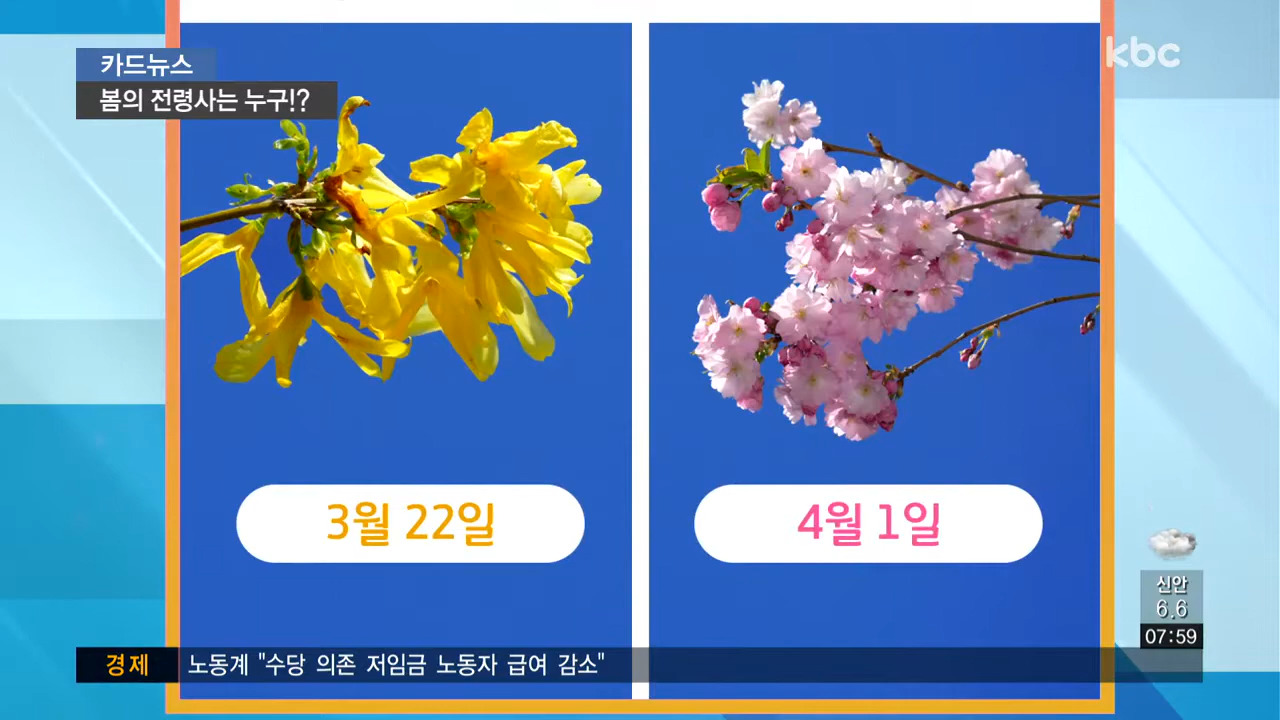 카드뉴스
kbc
봄의 전령사는 누구!?
3월 22일
4월 1일
신안
6.6
07:59
경제 노동계 "수당 의존 저임금 노동자 급여 감소"